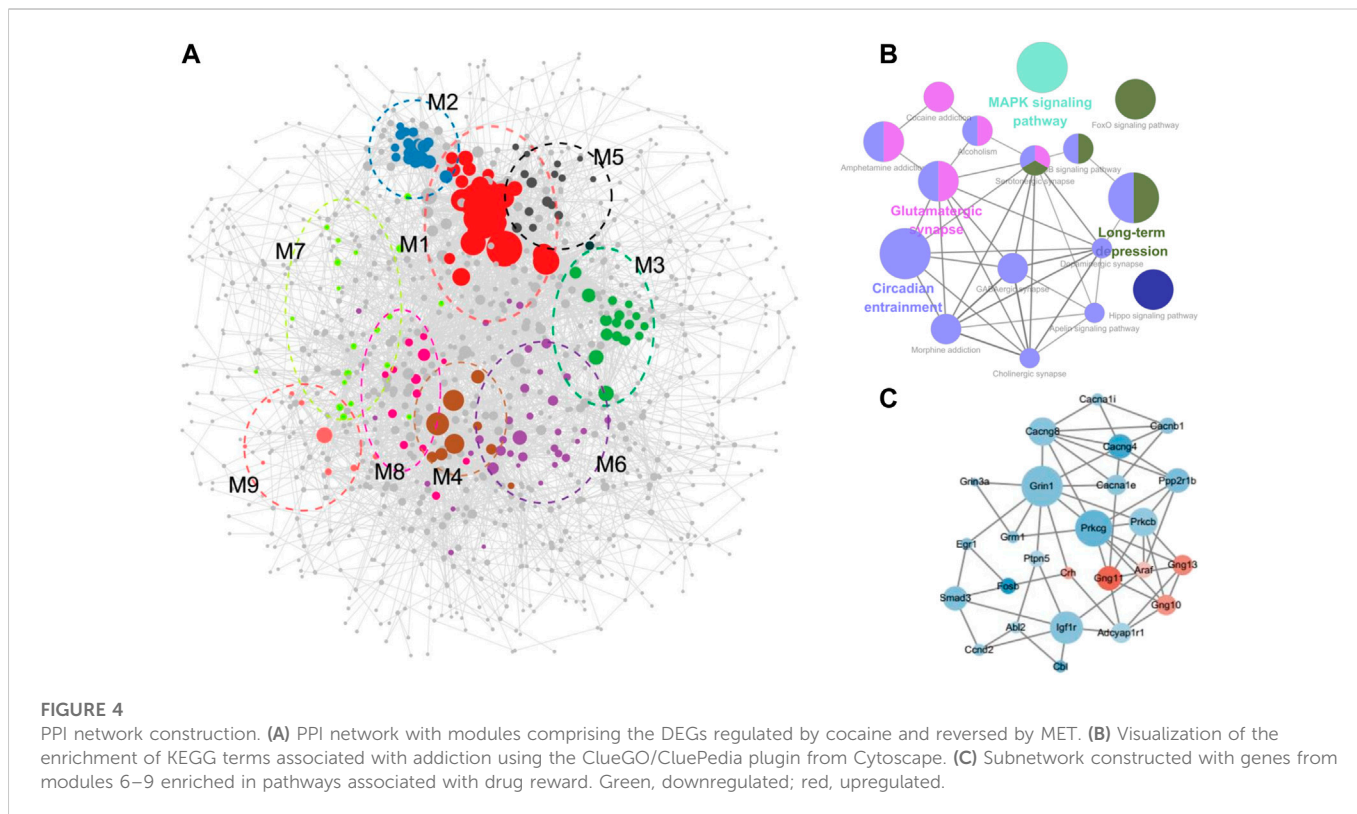 A
M2
M5
M1
M7
M3
M9
M8
M4
M6
B
MAPK signaling
pathway
Cocaine addiction
FoxO signaling pathway
Alcoholism
Amphetamine addiction
B signaling pathway
Serotonergic synapse
Glutamatergic
synapse
Long-term
depression
Dopaminergic synapse
Circadian
entrainment
GABAergic synapse
Hippo signaling pathway
Apelin signaling pathway
Morphine addiction
Cholinergic synapse
C
Cacna1i
Cacng8
Cacnb1
Cacng4
Grin3a
Grin1
Cacna1e
Ppp2r1b
Prkcg
Prkcb
Egr1
Grm1
Ptpn5
Crh
Gng11
Araf
Gng13
Fosb
Smad3
Gng10
Abl2
Igf1r
Adcyap1r1
Ccnd2
Cbl
FIGURE 4
PPI network construction. (A) PPI network with modules comprising the DEGs regulated by cocaine and reversed by MET. (B) Visualization of the
enrichment of KEGG terms associated with addiction using the ClueGO/CluePedia plugin from Cytoscape. (C) Subnetwork constructed with genes from
modules 6–9 enriched in pathways associated with drug reward. Green, downregulated; red, upregulated.